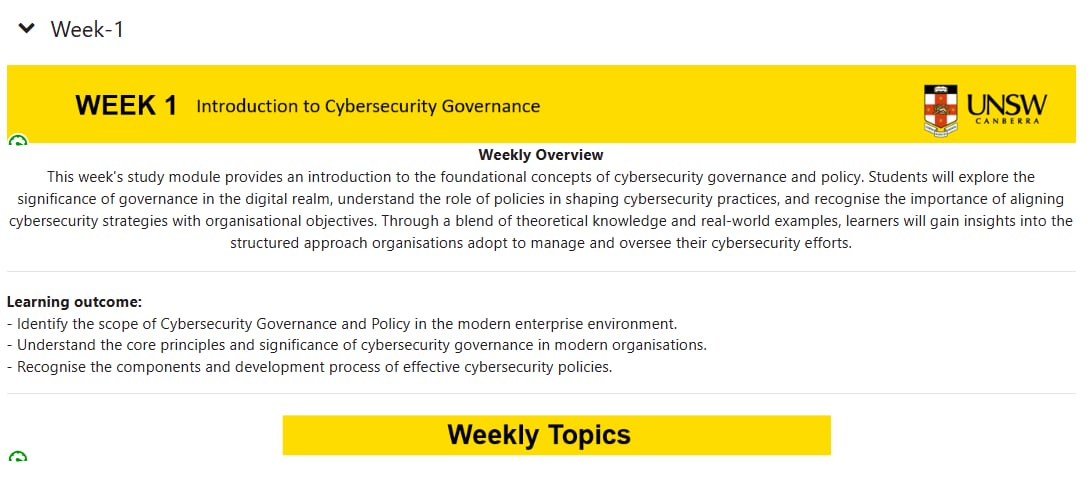 Week-1
WEEK 1 Introduction to Cybersecurity Governance
UNSW
CANBERRA
Weekly Overview
This week's study module provides an introduction to the foundational concepts of cybersecurity governance and policy. Students will explore the
significance of governance in the digital realm, understand the role of policies in shaping cybersecurity practices, and recognise the importance of aligning
cybersecurity strategies with organisational objectives. Through a blend of theoretical knowledge and real-world examples, learners will gain insights into the
structured approach organisations adopt to manage and oversee their cybersecurity efforts.
Learning outcome:
- Identify the scope of Cybersecurity Governance and Policy in the modern enterprise environment.
- Understand the core principles and significance of cybersecurity governance in modern organisations.
- Recognise the components and development process of effective cybersecurity policies.
Weekly Topics